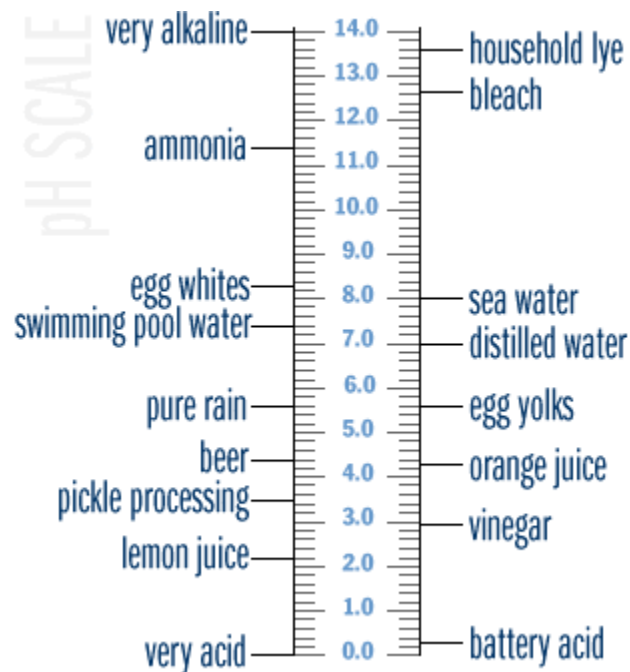 pH SCALE
very alkaline
ammonia
egg whites
swimming pool water
pure rain
beer
pickle processing
lemon juice
very acid
14.0
13.0
12.0
11.0
10.0
9.0
8.0
7.0
6.0
5.0
4.0
3.0
2.0
1.0
0.0
household lye
bleach
sea water
distilled water
egg yolks
orange juice
vinegar
battery acid